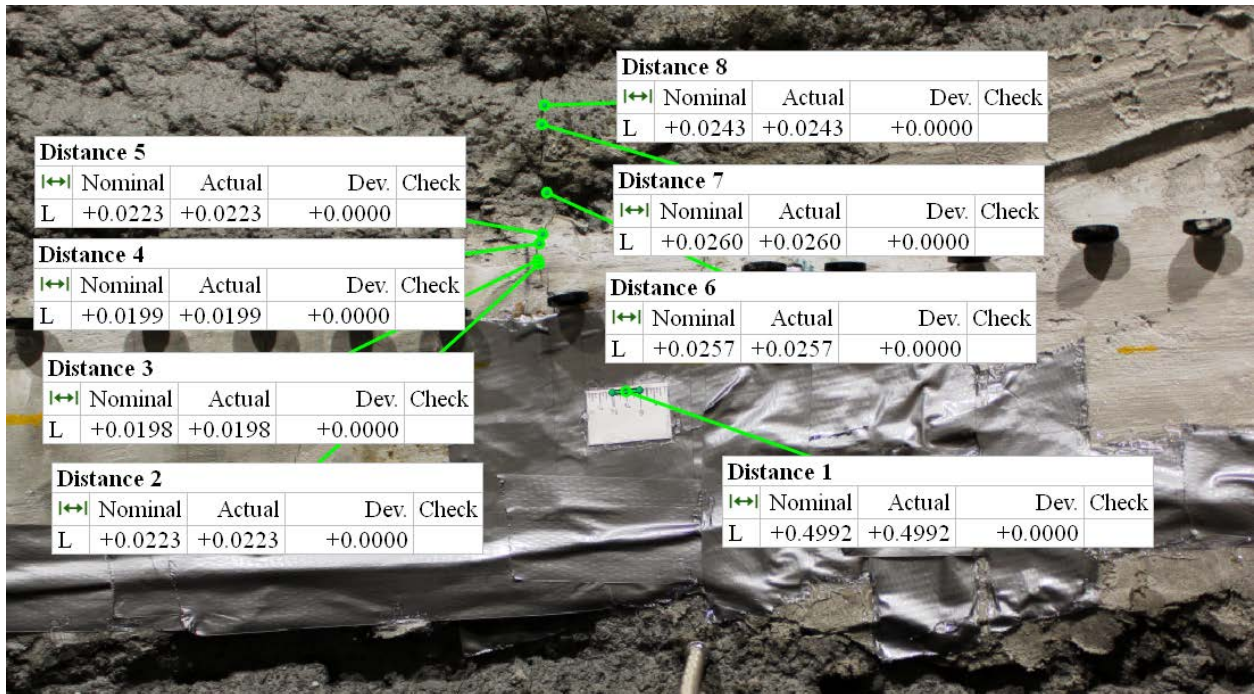 Distance 8
Nominal Actual Dev. Check
L +0.0243 +0.0243 +0.0000
Distance 5
Nominal Actual Dev. Check
L +0.0223 +0.0223 +0.0000
Distance 7
Nominal Actual Dev. Check
L +0.0260 +0.0260 +0.0000
Distance 4
Nominal Actual Dev. Check
L +0.0199 +0.0199 +0.0000
Distance 6
Nominal Actual Dev. Check
L +0.0257 +0.0257 +0.0000
Distance 3
Nominal Actual Dev. Check
L +0.0198 +0.0198 +0.0000
Distance 2
Nominal Actual Dev. Check
L +0.0223 +0.0223 +0.0000
Distance 1
Nominal Actual Dev. Check
L +0.4992 +0.4992 +0.0000